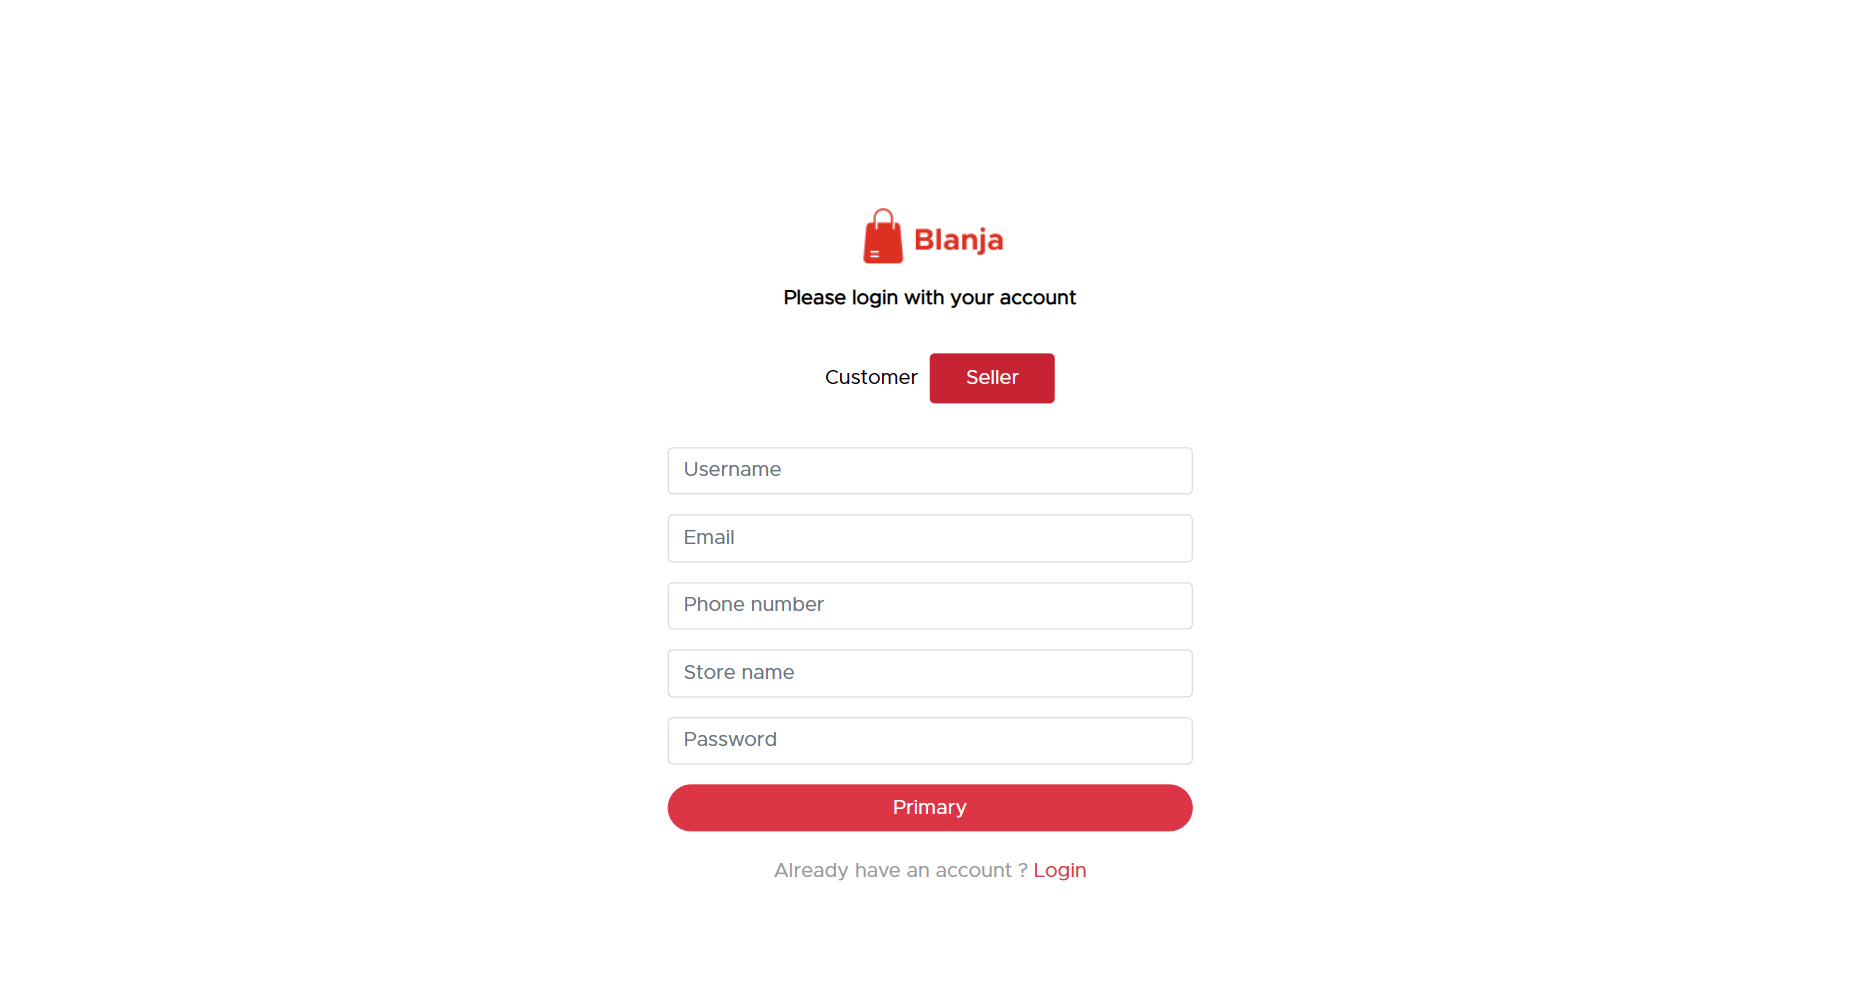 Blanja
Please login with your account
Customer Seller
Username
Email
Phone number
Store name
Password
Primary
Already have an account ? Login